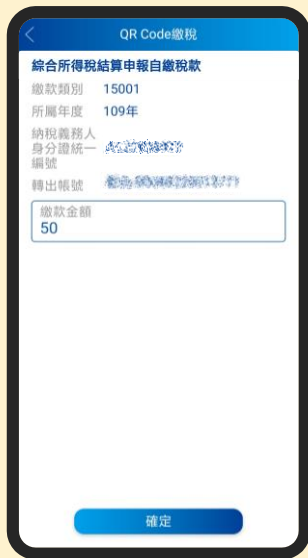 QR Code繳稅
綜合所得稅結算申報自繳稅款
繳款類別 15001
所屬年度 109年
納稅義務人
身分證統一
編號
轉出帳號
繳款金額
50
確定